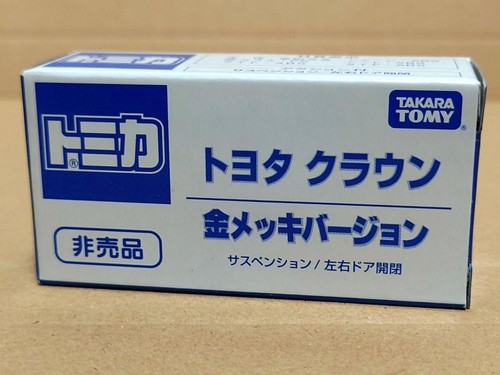 トミカ®
TAKARA
TOMY®
トヨタ クラウン
金メッキバージョン
非売品
サスペンション/左右ドア開閉